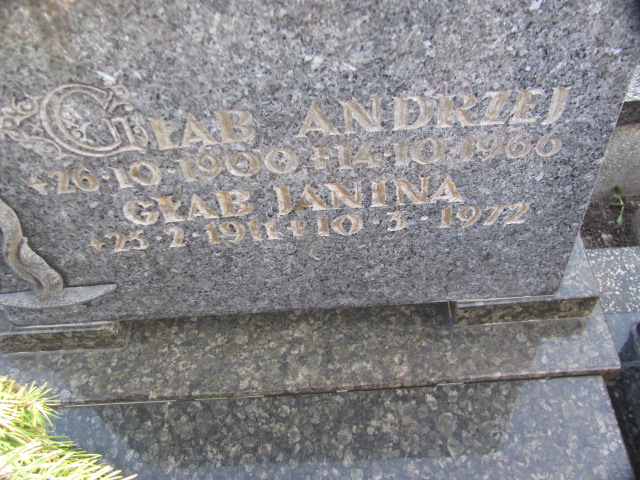 GŁAB ANDRZEJ
*26·10·1900 +14·10·1966
GŁAB JANINA
*25·2·1911 +10·3·1972